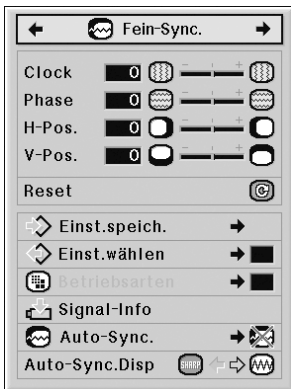 Fein-Sync.
Clock 0
Phase 0
H-Pos. 0
V-Pos. 0
Reset
Einst.speich.
Einst.wählen
Betriebsarten
Signal-Info
Auto-Sync.
Auto-Sync.Disp SHARP